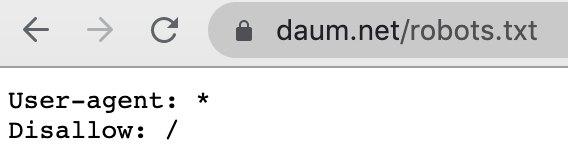 daum.net/robots.txt
User-agent: *
Disallow: /